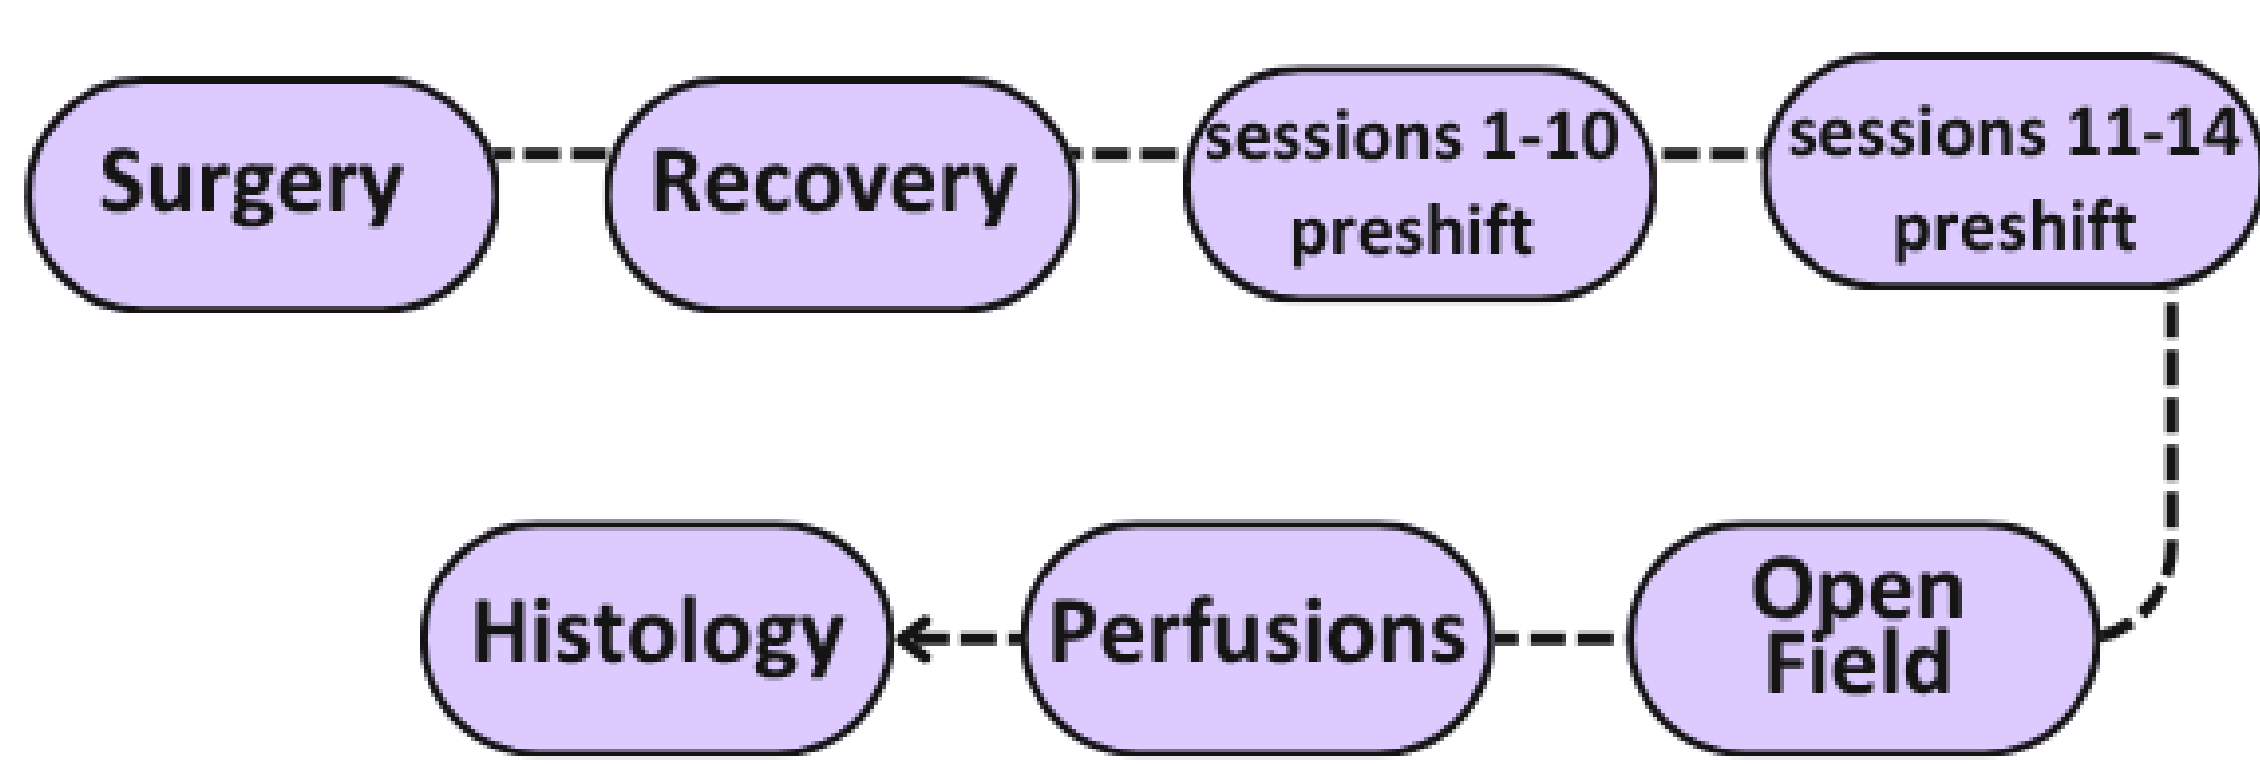 Surgery
Recovery
sessions 1-10
preshift
sessions 11-14
preshift
Open
Field
Perfusions
Histology